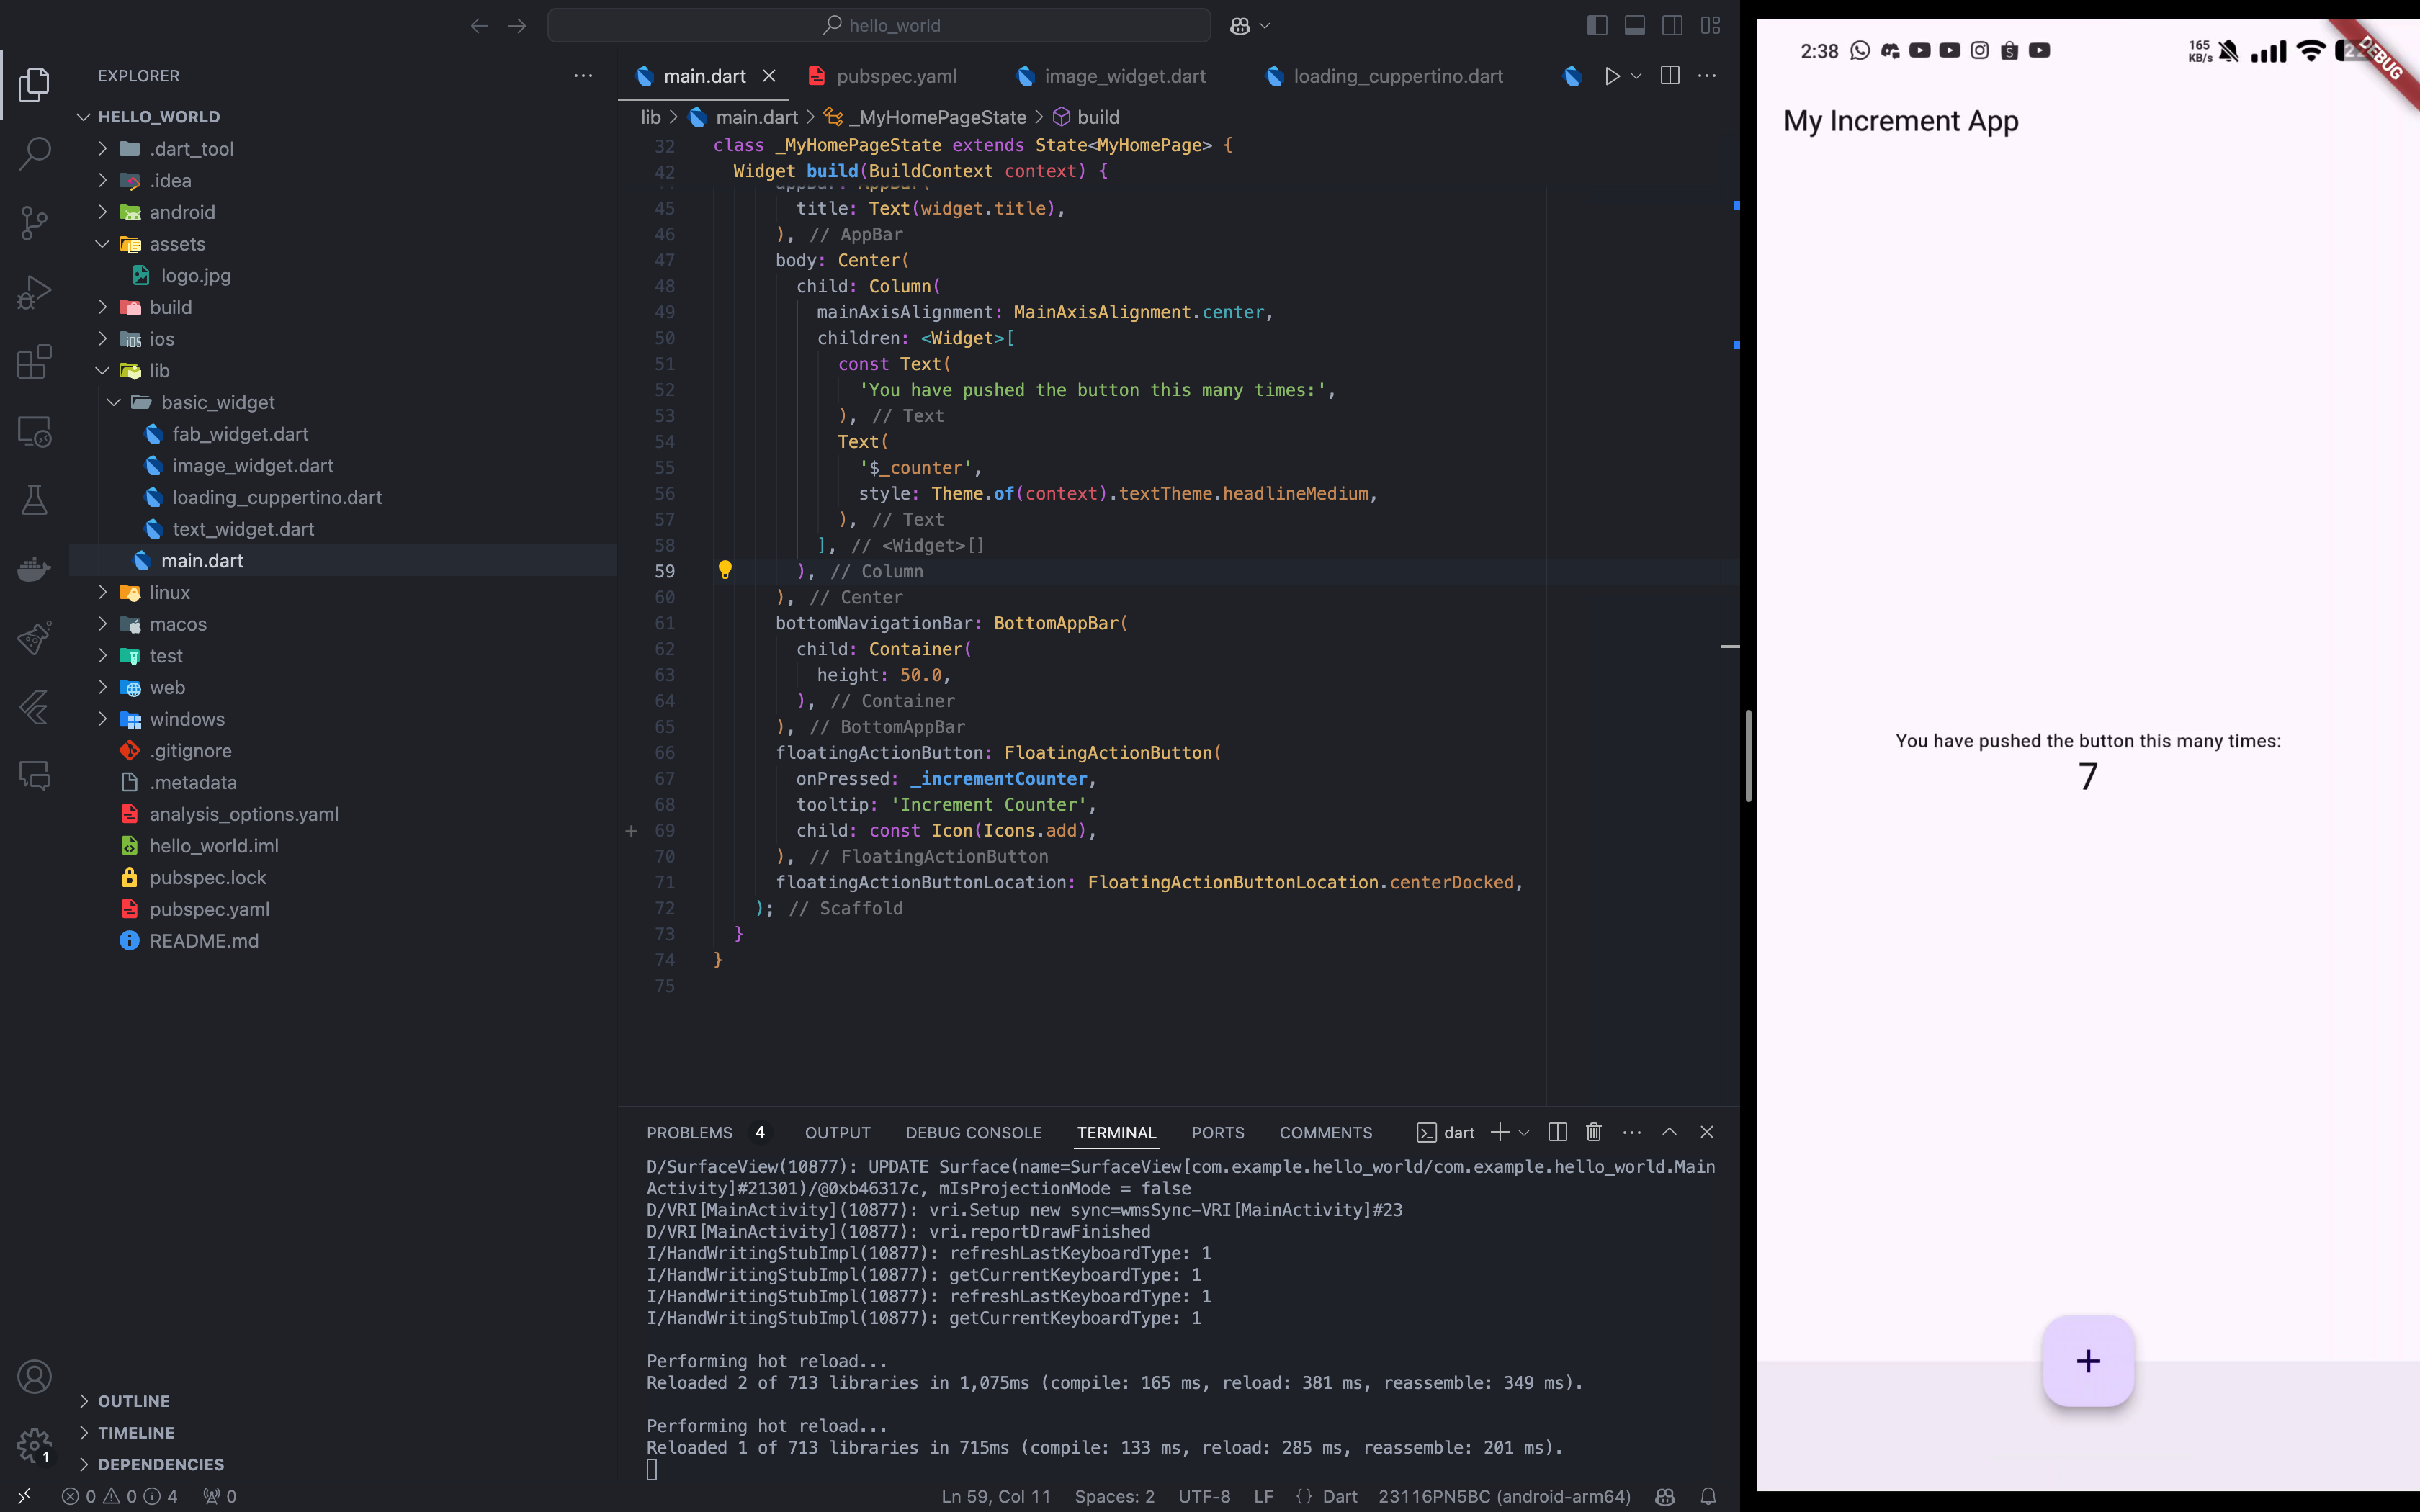 hello_world
EXPLORER
HELLO_WORLD
.dart_tool
.idea
android
assets
logo.jpg
build
ios
lib
basic_widget
fab_widget.dart
image_widget.dart
loading_cuppertino.dart
text_widget.dart
main.dart
linux
macos
test
web
windows
.gitignore
.metadata
analysis_options.yaml
hello_world.iml
pubspec.lock
pubspec.yaml
README.md
OUTLINE
TIMELINE
DEPENDENCIES
1
main.dart pubspec.yaml image_widget.dart loading_cuppertino.dart
lib > main.dart > _MyHomePageState > build
32 class _MyHomePageState extends State<MyHomePage> {
42 Widget build(BuildContext context) {
44 appBar: AppBar(
45 title: Text(widget.title),
46 ), // AppBar
47 body: Center(
48 child: Column(
49 mainAxisAlignment: MainAxisAlignment.center,
50 children: <Widget>[
51 const Text(
52 'You have pushed the button this many times:',
53 ), // Text
54 Text(
55 '$_counter',
56 style: Theme.of(context).textTheme.headlineMedium,
57 ), // Text
58 ], // <Widget>[]
59 ), // Column
60 ), // Center
61 bottomNavigationBar: BottomAppBar(
62 child: Container(
63 height: 50.0,
64 ), // Container
65 ), // BottomAppBar
66 floatingActionButton: FloatingActionButton(
67 onPressed: _incrementCounter,
68 tooltip: 'Increment Counter',
69 child: const Icon(Icons.add),
70 ), // FloatingActionButton
71 floatingActionButtonLocation: FloatingActionButtonLocation.centerDocked,
72 ); // Scaffold
73 }
74 }
75
PROBLEMS 4 OUTPUT DEBUG CONSOLE TERMINAL PORTS COMMENTS dart
D/SurfaceView(10877): UPDATE Surface(name=SurfaceView[com.example.hello_world/com.example.hello_world.Main
Activity]#21301)/@0xb46317c, mIsProjectionMode = false
D/VRI[MainActivity](10877): vri.Setup new sync=wmsSync-VRI[MainActivity]#23
D/VRI[MainActivity](10877): vri.reportDrawFinished
I/HandWritingStubImpl(10877): refreshLastKeyboardType: 1
I/HandWritingStubImpl(10877): getCurrentKeyboardType: 1
I/HandWritingStubImpl(10877): refreshLastKeyboardType: 1
I/HandWritingStubImpl(10877): getCurrentKeyboardType: 1
Performing hot reload...
Reloaded 2 of 713 libraries in 1,075ms (compile: 165 ms, reload: 381 ms, reassemble: 349 ms).
Performing hot reload...
Reloaded 1 of 713 libraries in 715ms (compile: 133 ms, reload: 285 ms, reassemble: 201 ms).
0 0 4 0 Ln 59, Col 11 Spaces: 2 UTF-8 LF {} Dart 23116PN5BC (android-arm64)
2:38 165 KB/s
DEBUG
My Increment App
You have pushed the button this many times:
7